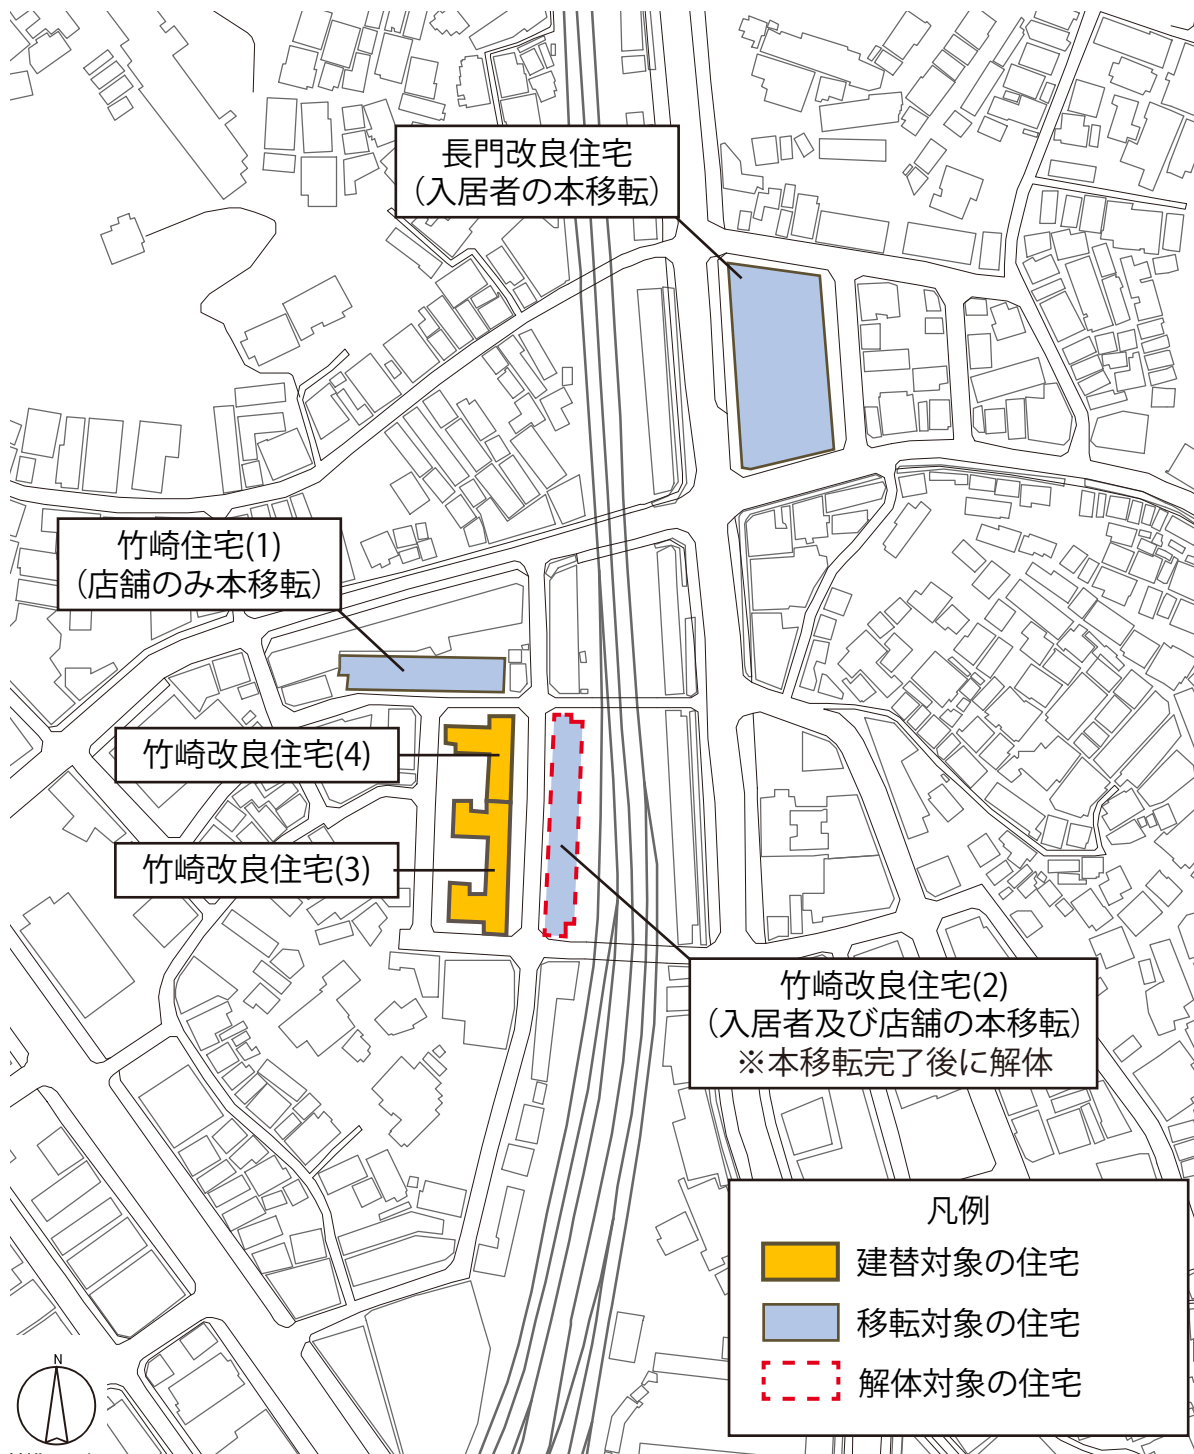 長門改良住宅
（入居者の本移転）
竹崎住宅(1)
（店舗のみ本移転）
竹崎改良住宅(4)
竹崎改良住宅(3)
竹崎改良住宅(2)
（入居者及び店舗の本移転）
※本移転完了後に解体
凡例
建替対象の住宅
移転対象の住宅
解体対象の住宅
N